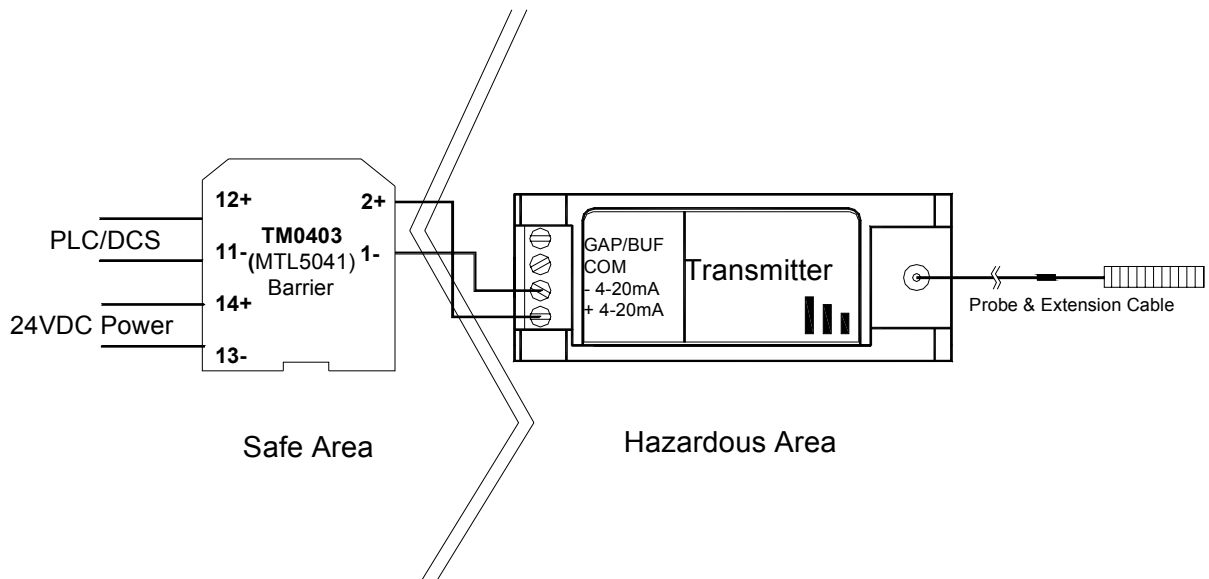 PLC/DCS
24VDC Power
12+
11-
14+
13-
TM0403
(MTL5041)
Barrier
2+
1-
Safe Area
GAP/BUF
COM
- 4-20mA
+ 4-20mA
Transmitter
Probe & Extension Cable
Hazardous Area